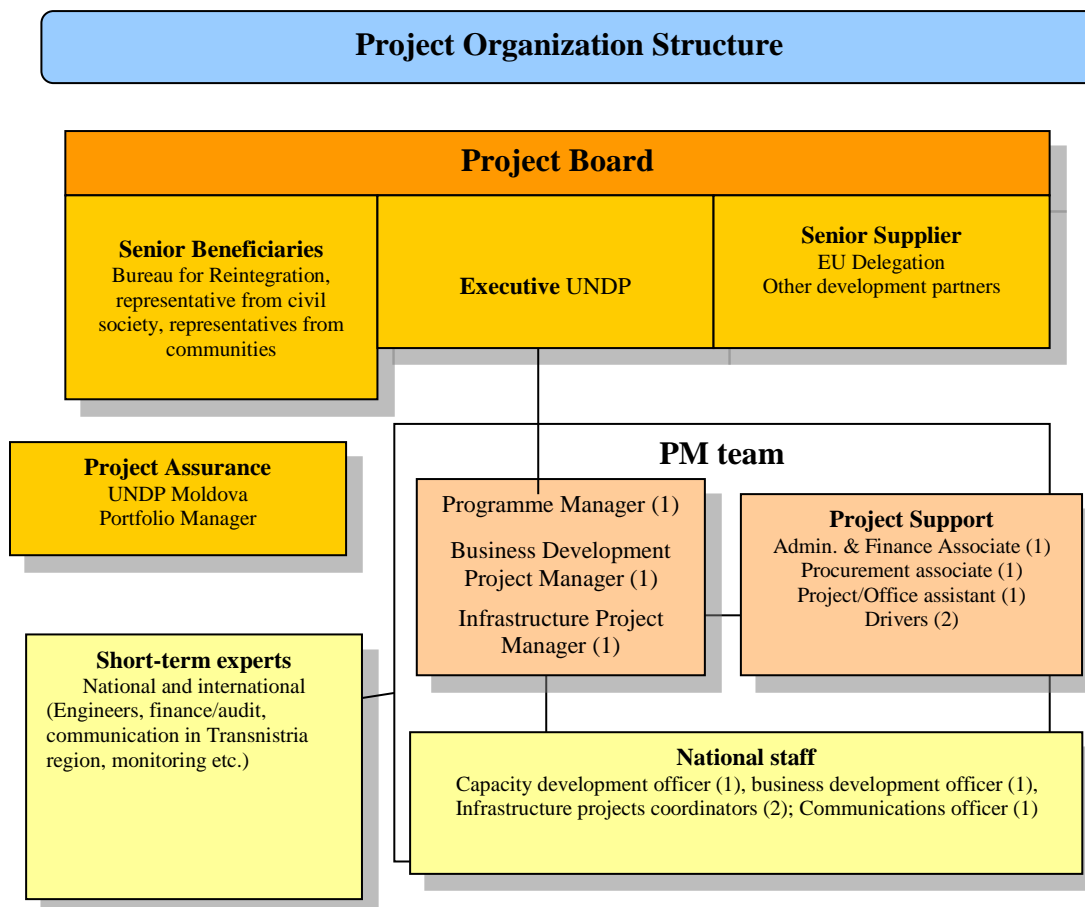 Project Organization Structure
Project Board
Senior Beneficiaries
Bureau for Reintegration,
representative from civil
society, representatives from
communities
Executive UNDP
Senior Supplier
EU Delegation
Other development partners
Project Assurance
UNDP Moldova
Portfolio Manager
PM team
Programme Manager (1)
Business Development
Project Manager (1)
Infrastructure Project
Manager (1)
Project Support
Admin. & Finance Associate (1)
Procurement associate (1)
Project/Office assistant (1)
Drivers (2)
Short-term experts
National and international
(Engineers, finance/audit,
communication in Transnistria
region, monitoring etc.)
National staff
Capacity development officer (1), business development officer (1),
Infrastructure projects coordinators (2); Communications officer (1)